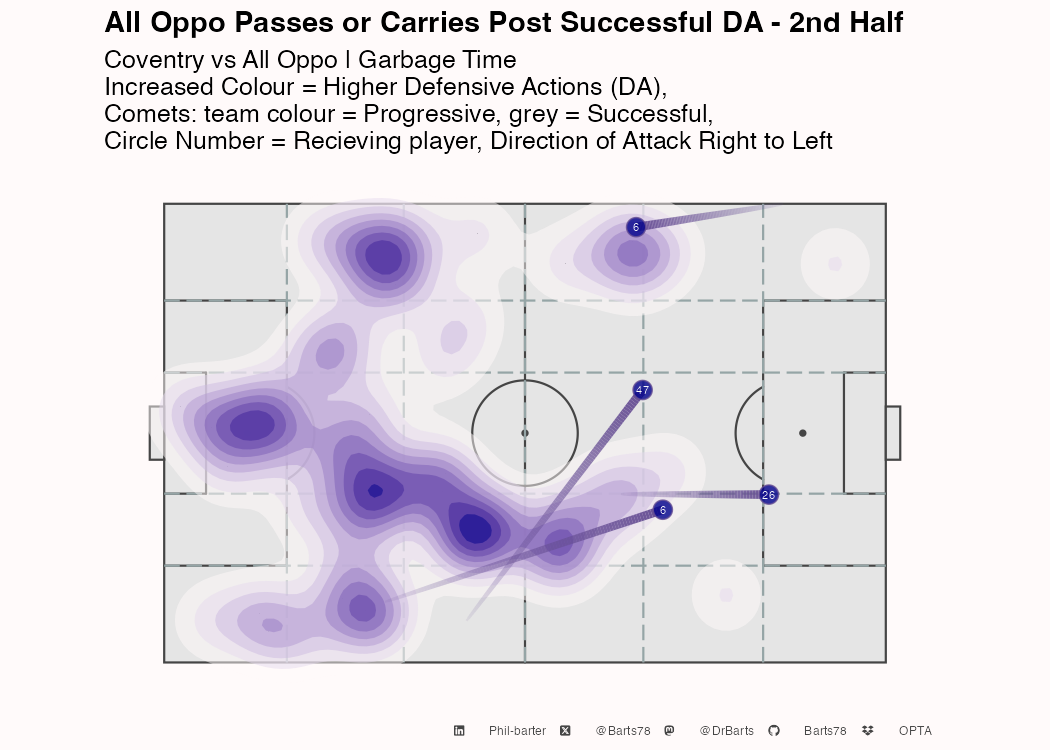 All Oppo Passes or Carries Post Successful DA - 2nd Half
Coventry vs All Oppo | Garbage Time
Increased Colour = Higher Defensive Actions (DA),
Comets: team colour = Progressive, grey = Successful,
Circle Number = Recieving player, Direction of Attack Right to Left
6
47
26
6
Phil-barter @Barts78 @DrBarts Barts78 OPTA